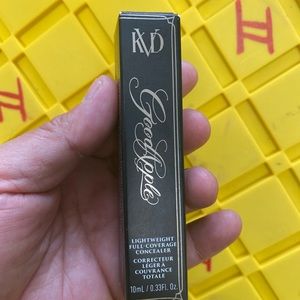 KVD
Good Apple
LIGHTWEIGHT
FULL-COVERAGE
CONCEALER
CORRECTEUR
LÉGER À
COUVRANCE
TOTALE
10mL / 0.33Fl. Oz.